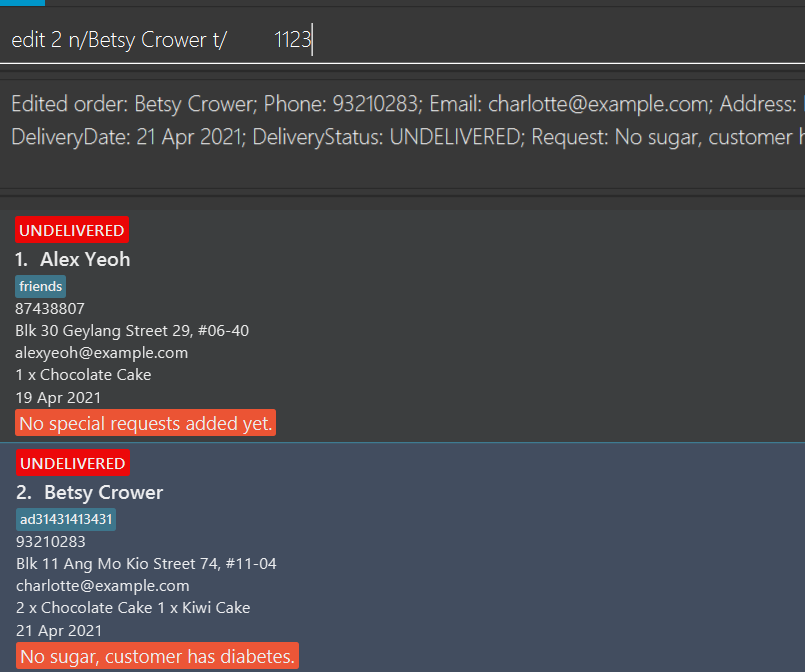 edit 2 n/Betsy Crower t/ 1123
Edited order: Betsy Crower; Phone: 93210283; Email: charlotte@example.com; Address:
DeliveryDate: 21 Apr 2021; DeliveryStatus: UNDELIVERED; Request: No sugar, customer
UNDELIVERED
1. Alex Yeoh
friends
87438807
Blk 30 Geylang Street 29, #06-40
alexyeoh@example.com
1 x Chocolate Cake
19 Apr 2021
No special requests added yet.
UNDELIVERED
2. Betsy Crower
ad31431413431
93210283
Blk 11 Ang Mo Kio Street 74, #11-04
charlotte@example.com
2 x Chocolate Cake 1 x Kiwi Cake
21 Apr 2021
No sugar, customer has diabetes.